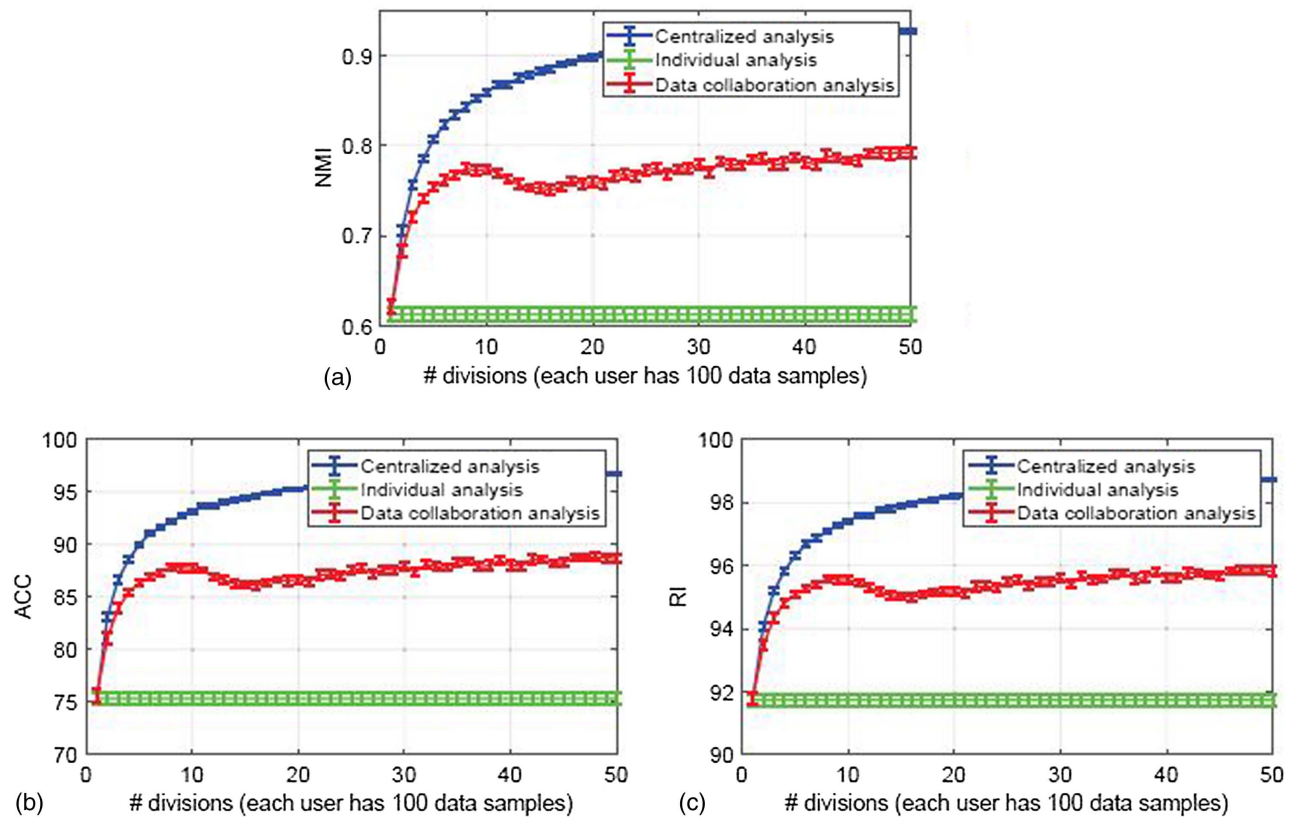 NMI
0.9
0.8
0.7
0.6
Centralized analysis
Individual analysis
Data collaboration analysis
0 10 20 30 40 50
(a) # divisions (each user has 100 data samples)
ACC
100
95
90
85
80
75
70
Centralized analysis
Individual analysis
Data collaboration analysis
0 10 20 30 40 50
(b) # divisions (each user has 100 data samples)
RI
100
98
96
94
92
90
Centralized analysis
Individual analysis
Data collaboration analysis
0 10 20 30 40 50
(c) # divisions (each user has 100 data samples)